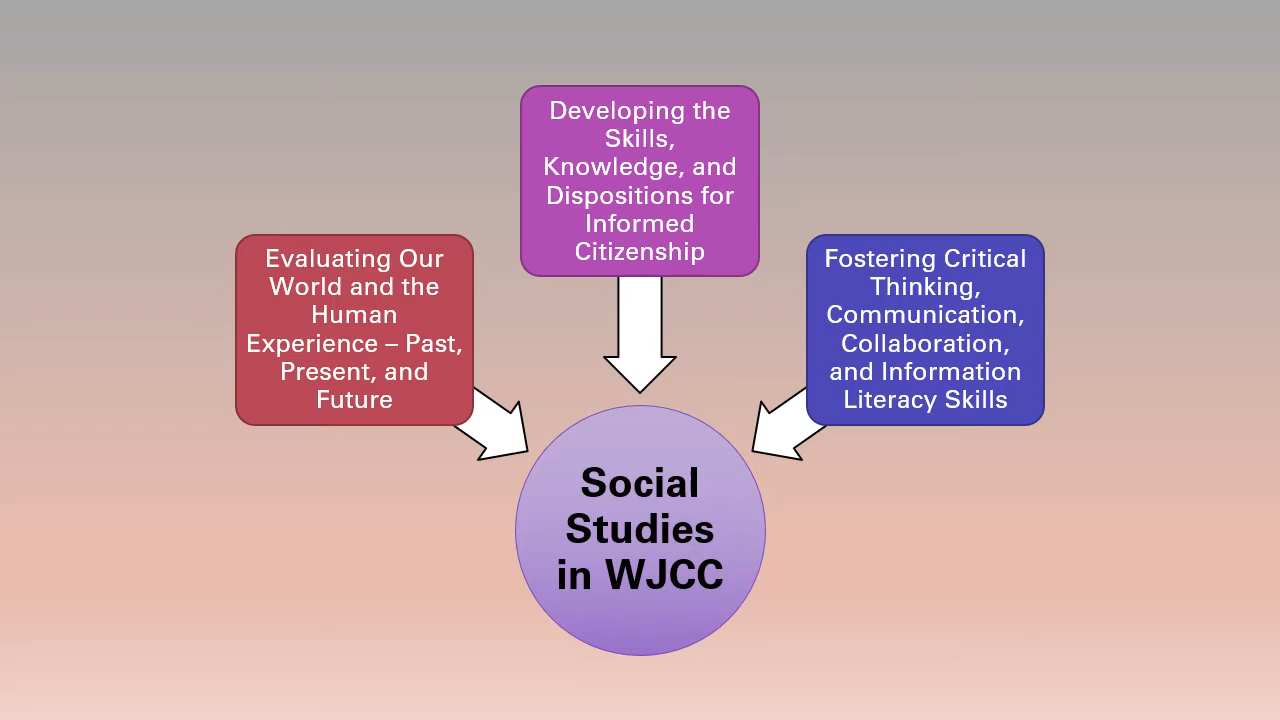 Developing the
Skills,
Knowledge, and
Dispositions for
Informed
Citizenship
Evaluating Our
World and the
Human
Experience – Past,
Present, and
Future
Fostering Critical
Thinking,
Communication,
Collaboration,
and Information
Literacy Skills
Social
Studies
in WJCC